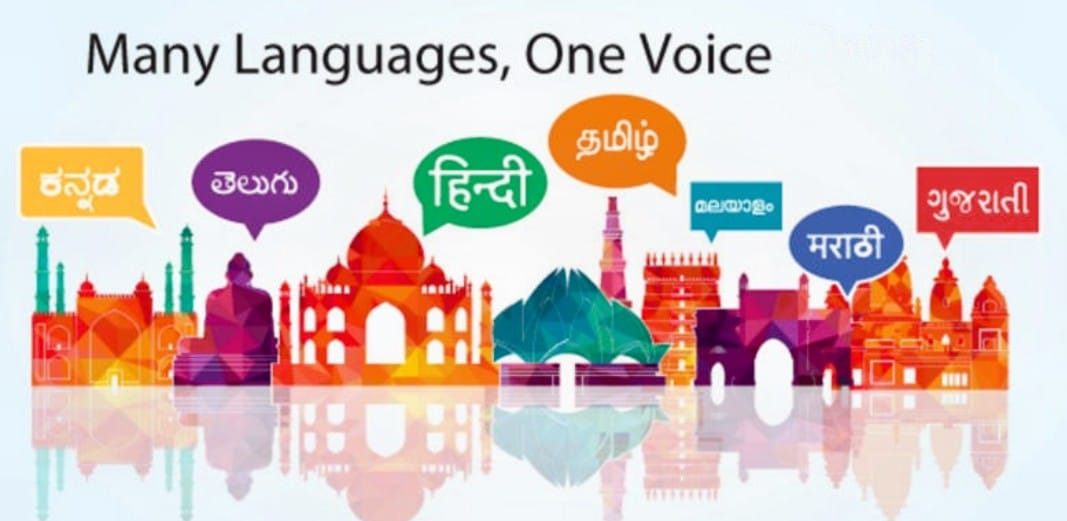 Many Languages, One Voice
ಕನ್ನಡ
తెలుగు
हिन्दी
தமிழ்
മലയാളം
मराठी
ગુજરાતી